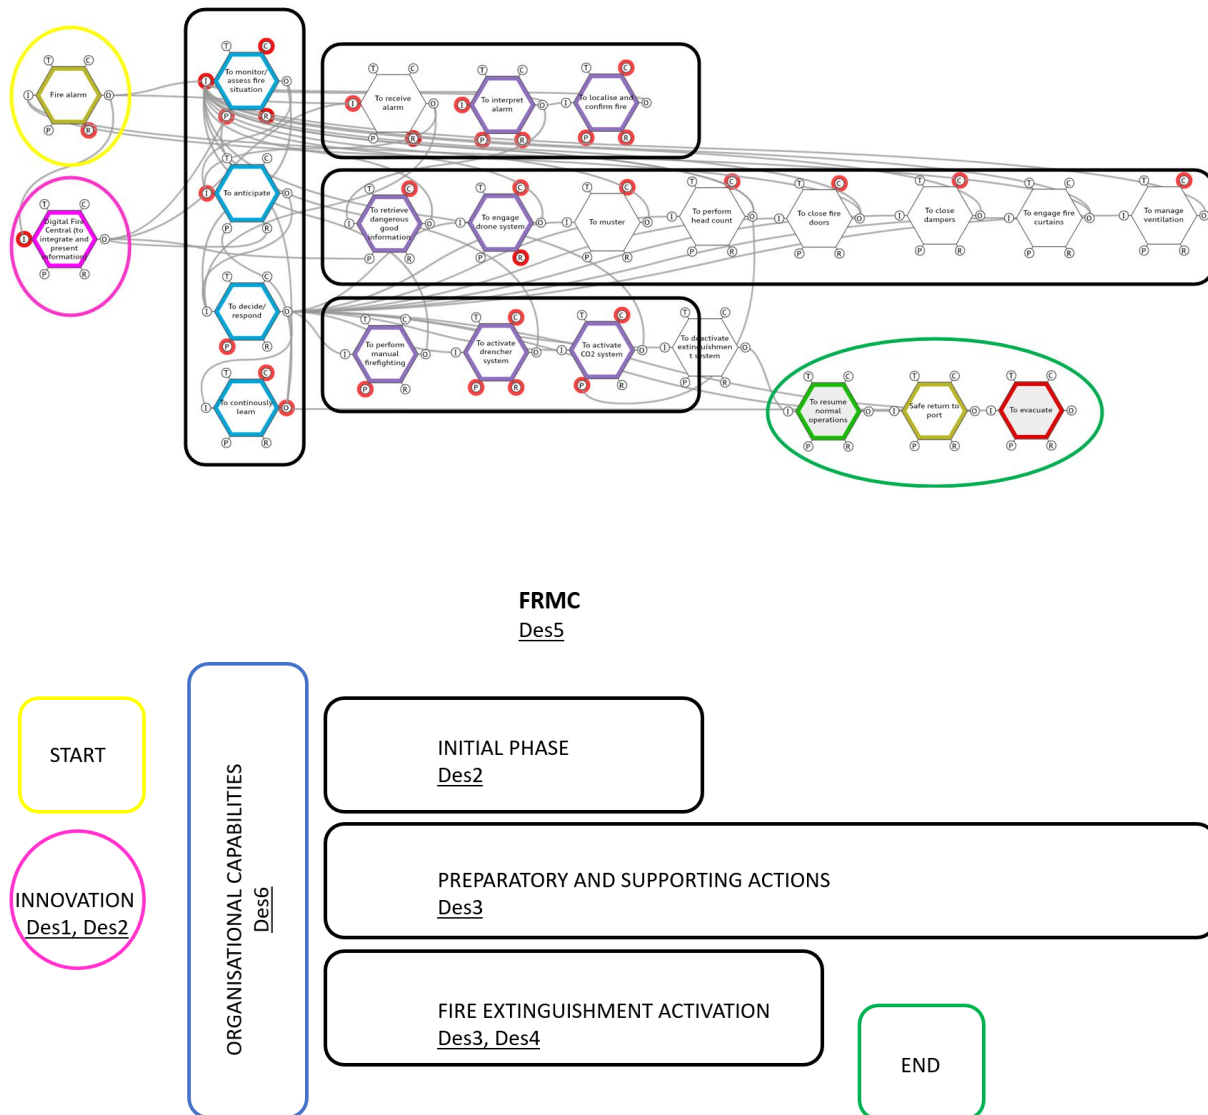 T C
Fire alarm
I O
P R
T C
Digital Fire
Central (to
integrate and
present
information)
I O
P R
T C
To monitor/
assess fire
situation
I O
P R
T C
To anticipate
I O
P R
T C
To decide/
respond
I O
P R
T C
To continously
learn
I O
P R
T C
To receive
alarm
I O
P R
T C
To interpret
alarm
I O
P R
T C
To localise and
confirm fire
I O
P R
T C
To retrieve
dangerous
good
information
I O
P R
T C
To engage
drone system
I O
P R
T C
To muster
I O
P R
T C
To perform
head count
I O
P R
T C
To close fire
doors
I O
P R
T C
To close
dampers
I O
P R
T C
To engage fire
curtains
I O
P R
T C
To manage
ventilation
I O
P R
T C
To perform
manual
firefighting
I O
P R
T C
To activate
drencher
system
I O
P R
T C
To activate
CO2 system
I O
P R
T C
To deactivate
extinguishmen
t system
I O
P R
T C
To resume
normal
operations
I O
P R
T C
Safe return to
port
I O
P R
T C
To evacuate
I O
P R
FRMC
Des5
START
INNOVATION
Des1, Des2
ORGANISATIONAL CAPABILITIES
Des6
INITIAL PHASE
Des2
PREPARATORY AND SUPPORTING ACTIONS
Des3
FIRE EXTINGUISHMENT ACTIVATION
Des3, Des4
END